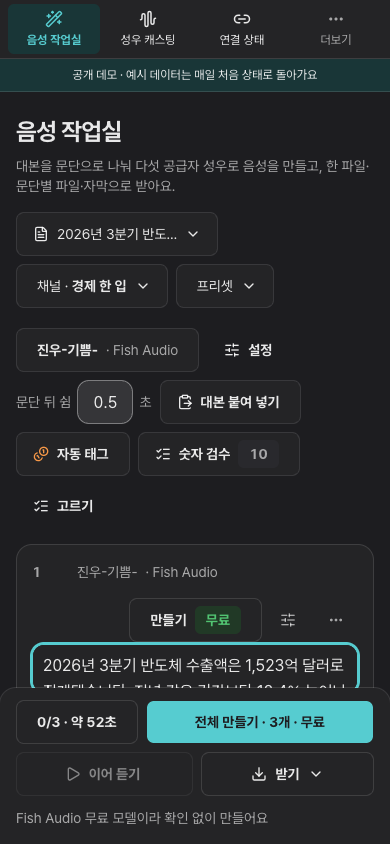 음성 작업실
성우 캐스팅
연결 상태
더보기
공개 데모 · 예시 데이터는 매일 처음 상태로 돌아가요
음성 작업실
대본을 문단으로 나눠 다섯 공급자 성우로 음성을 만들고, 한 파일·
문단별 파일·자막으로 받아요.
2026년 3분기 반도...
채널 · 경제 한 입
프리셋
진우-기쁨- · Fish Audio
설정
문단 뒤 쉼 0.5 초
대본 붙여 넣기
자동 태그
숫자 검수 10
고르기
1 진우-기쁨- · Fish Audio
만들기 무료
2026년 3분기 반도체 수출액은 1,523억 달러로
0/3 · 약 52초
전체 만들기 · 3개 · 무료
이어 듣기
받기
Fish Audio 무료 모델이라 확인 없이 만들어요